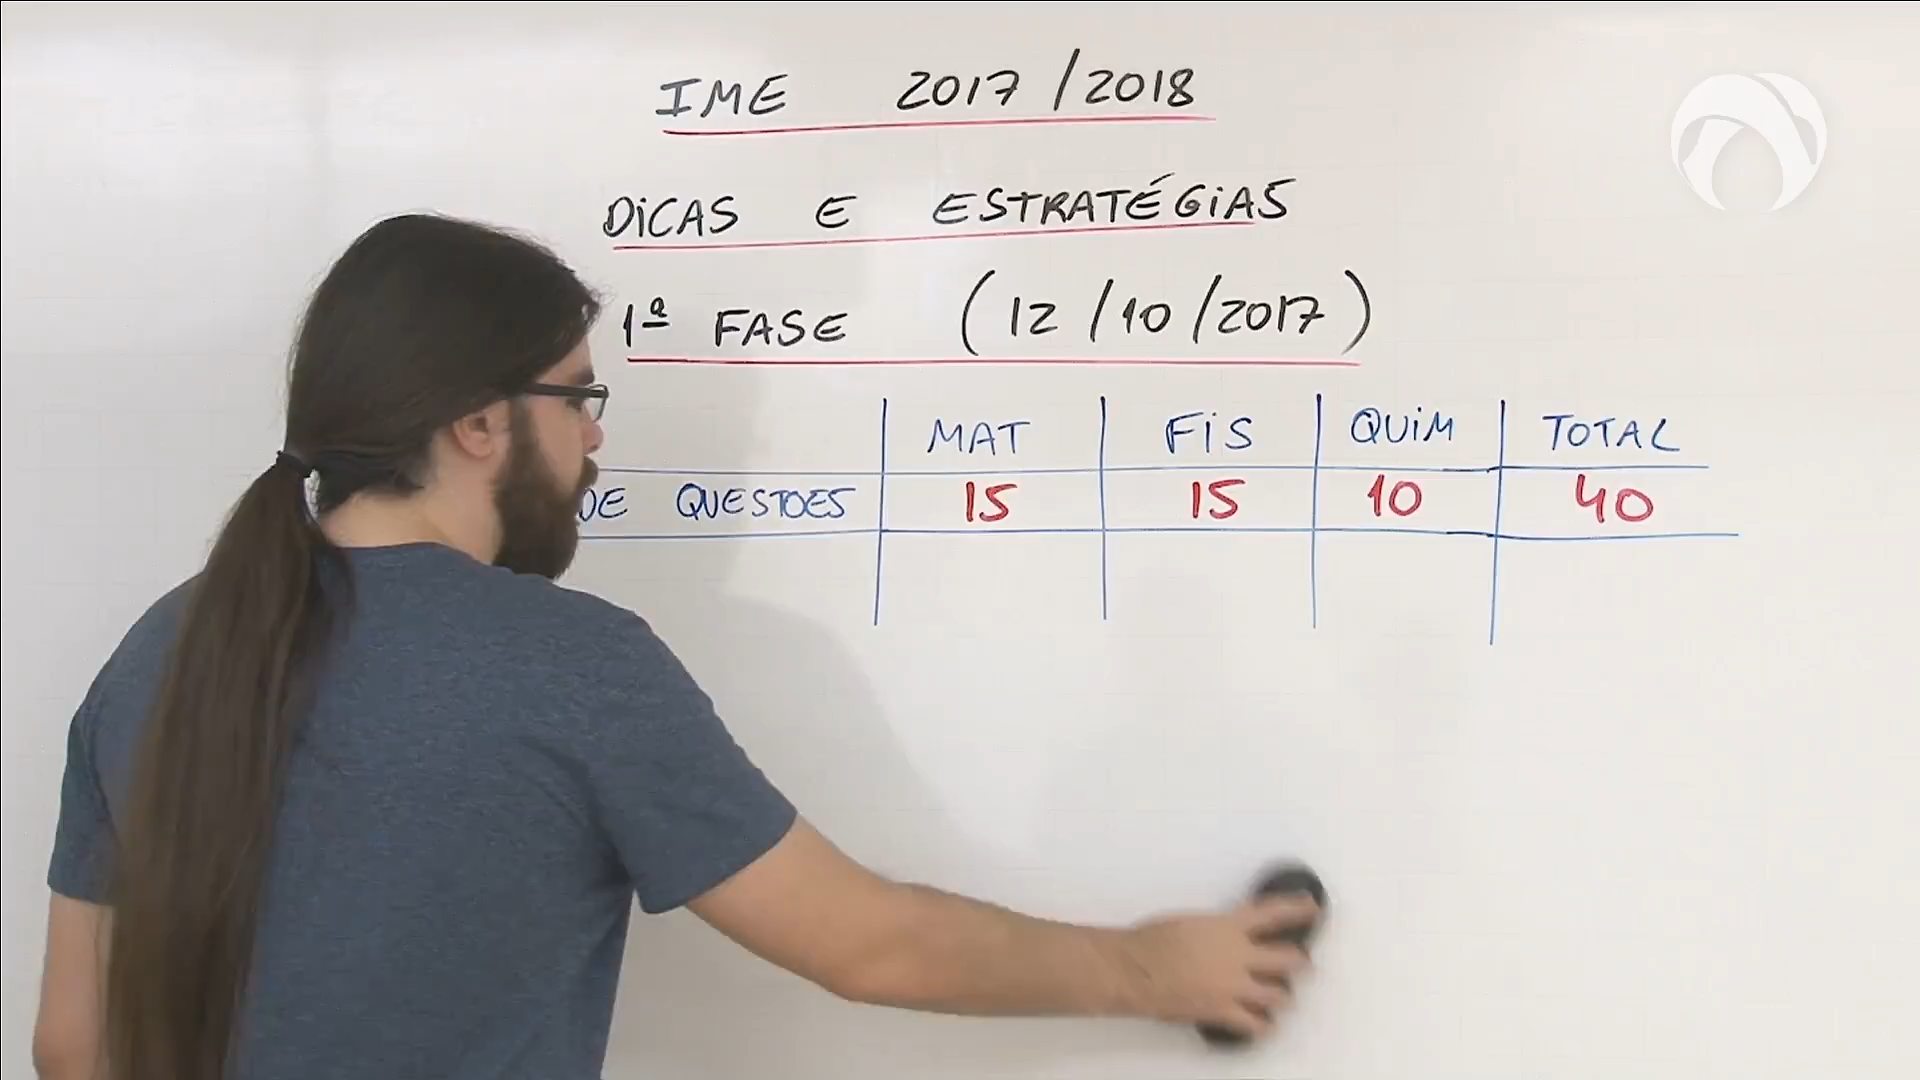 IME 2017/2018
DICAS E ESTRATÉGIAS
1ª FASE (12/10/2017)
MAT FIS QUIM TOTAL
DE QUESTOES 15 15 10 40